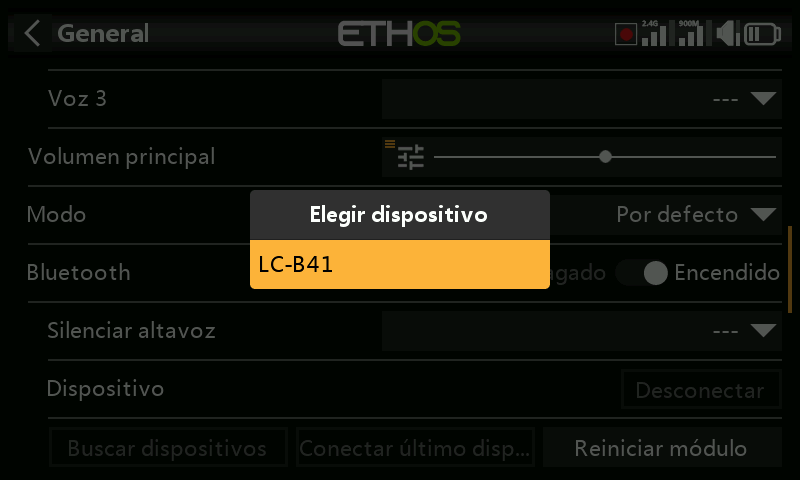 General
ETHOS
2.4G
900M
Voz 3
---
Volumen principal
Modo
Por defecto
Elegir dispositivo
LC-B41
Bluetooth
gado
Encendido
Silenciar altavoz
---
Dispositivo
Desconectar
Buscar dispositivos
Conectar último disp...
Reiniciar módulo